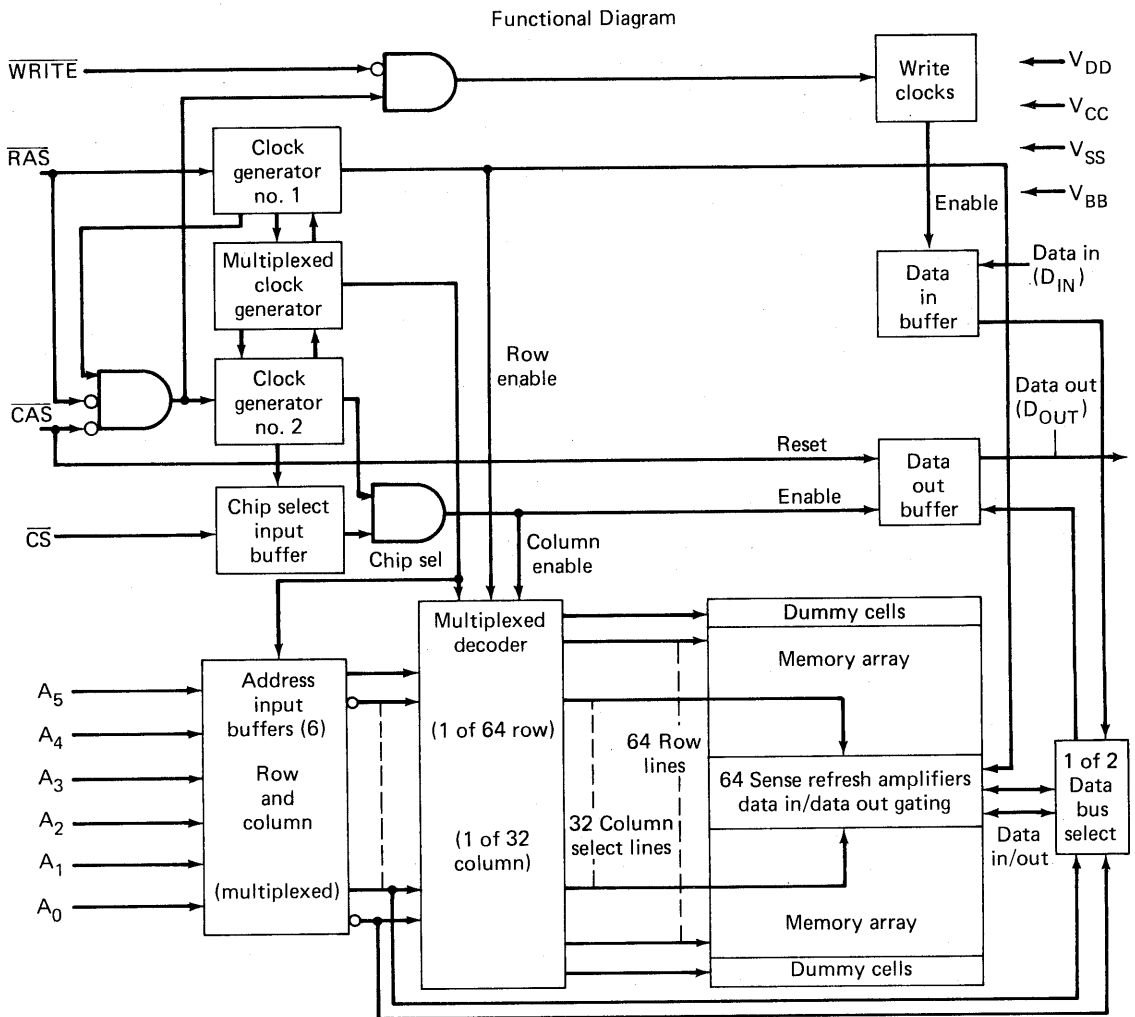 Functional Diagram
WRITE
Write
clocks
V_DD
V_CC
V_SS
V_BB
RAS
Clock
generator
no. 1
Enable
Multiplexed
clock
generator
Data
in
buffer
Data in
(D_IN)
Row
enable
CAS
Clock
generator
no. 2
Data out
(D_OUT)
Reset
Data
out
buffer
Enable
CS
Chip select
input
buffer
Chip sel
Column
enable
Multiplexed
decoder
(1 of 64 row)
(1 of 32
column)
Dummy cells
Memory array
64 Row
lines
64 Sense refresh amplifiers
data in/data out gating
32 Column
select lines
Memory array
Dummy cells
1 of 2
Data
bus
select
Data
in/out
A_5
A_4
A_3
A_2
A_1
A_0
Address
input
buffers (6)
Row
and
column
(multiplexed)